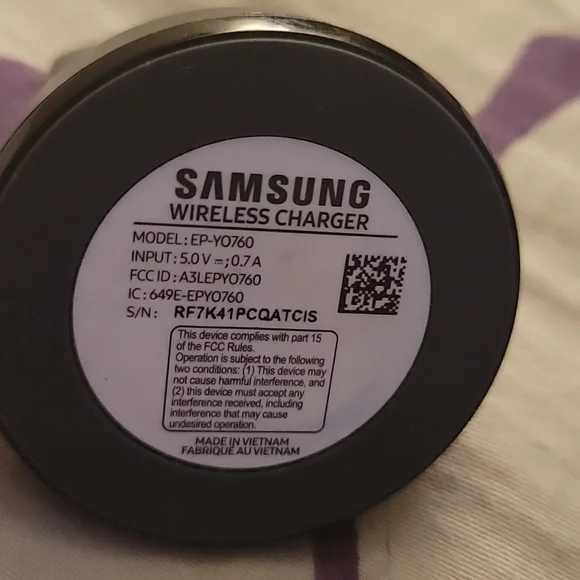 SAMSUNG
WIRELESS CHARGER
MODEL: EP-YO760
INPUT: 5.0 V ⎓; 0.7 A
FCC ID: A3LEPYO760
IC: 649E-EPYO760
S/N: RF7K41PCQATCIS
This device complies with part 15
of the FCC Rules.
Operation is subject to the following
two conditions: (1) This device may
not cause harmful interference, and
(2) this device must accept any
interference received, including
interference that may cause
undesired operation.
MADE IN VIETNAM
FABRIQUÉ AU VIETNAM